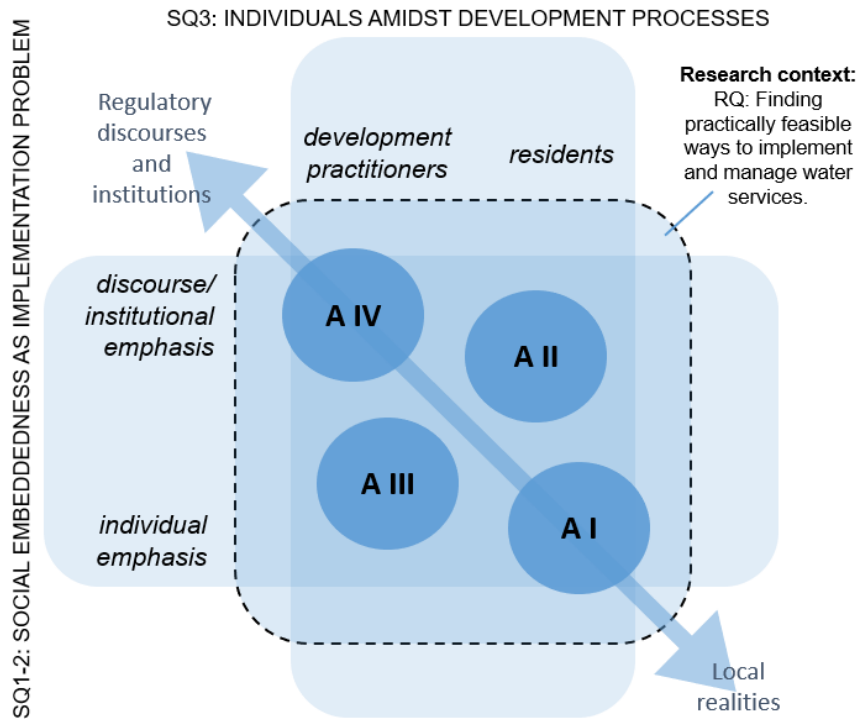 SQ3: INDIVIDUALS AMIDST DEVELOPMENT PROCESSES
SQ1-2: SOCIAL EMBEDDEDNESS AS IMPLEMENTATION PROBLEM
Regulatory
discourses
and
institutions
development
practitioners
residents
Research context:
RQ: Finding
practically feasible
ways to implement
and manage water
services.
discourse/
institutional
emphasis
A IV
A II
A III
individual
emphasis
A I
Local
realities